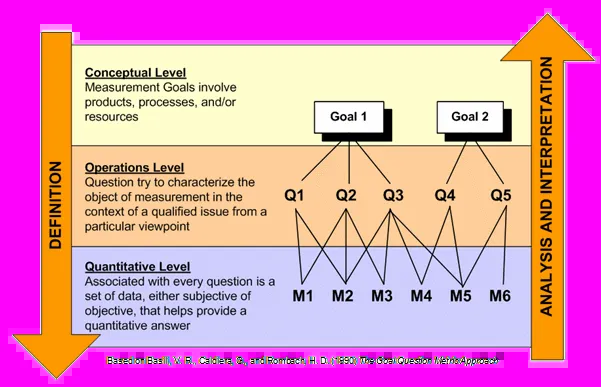 DEFINITION
Conceptual Level
Measurement Goals involve
products, processes, and/or
resources
Goal 1
Goal 2
Operations Level
Question try to characterize the
object of measurement in the
context of a qualified issue from a
particular viewpoint
Q1 Q2 Q3 Q4 Q5
Quantitative Level
Associated with every question is a
set of data, either subjective of
objective, that helps provide a
quantitative answer
M1 M2 M3 M4 M5 M6
ANALYSIS AND INTERPRETATION
Based on Basili, V. R., Caldiera, G., and Rombach, H. D. (1990) The Goal Question Metric Approach